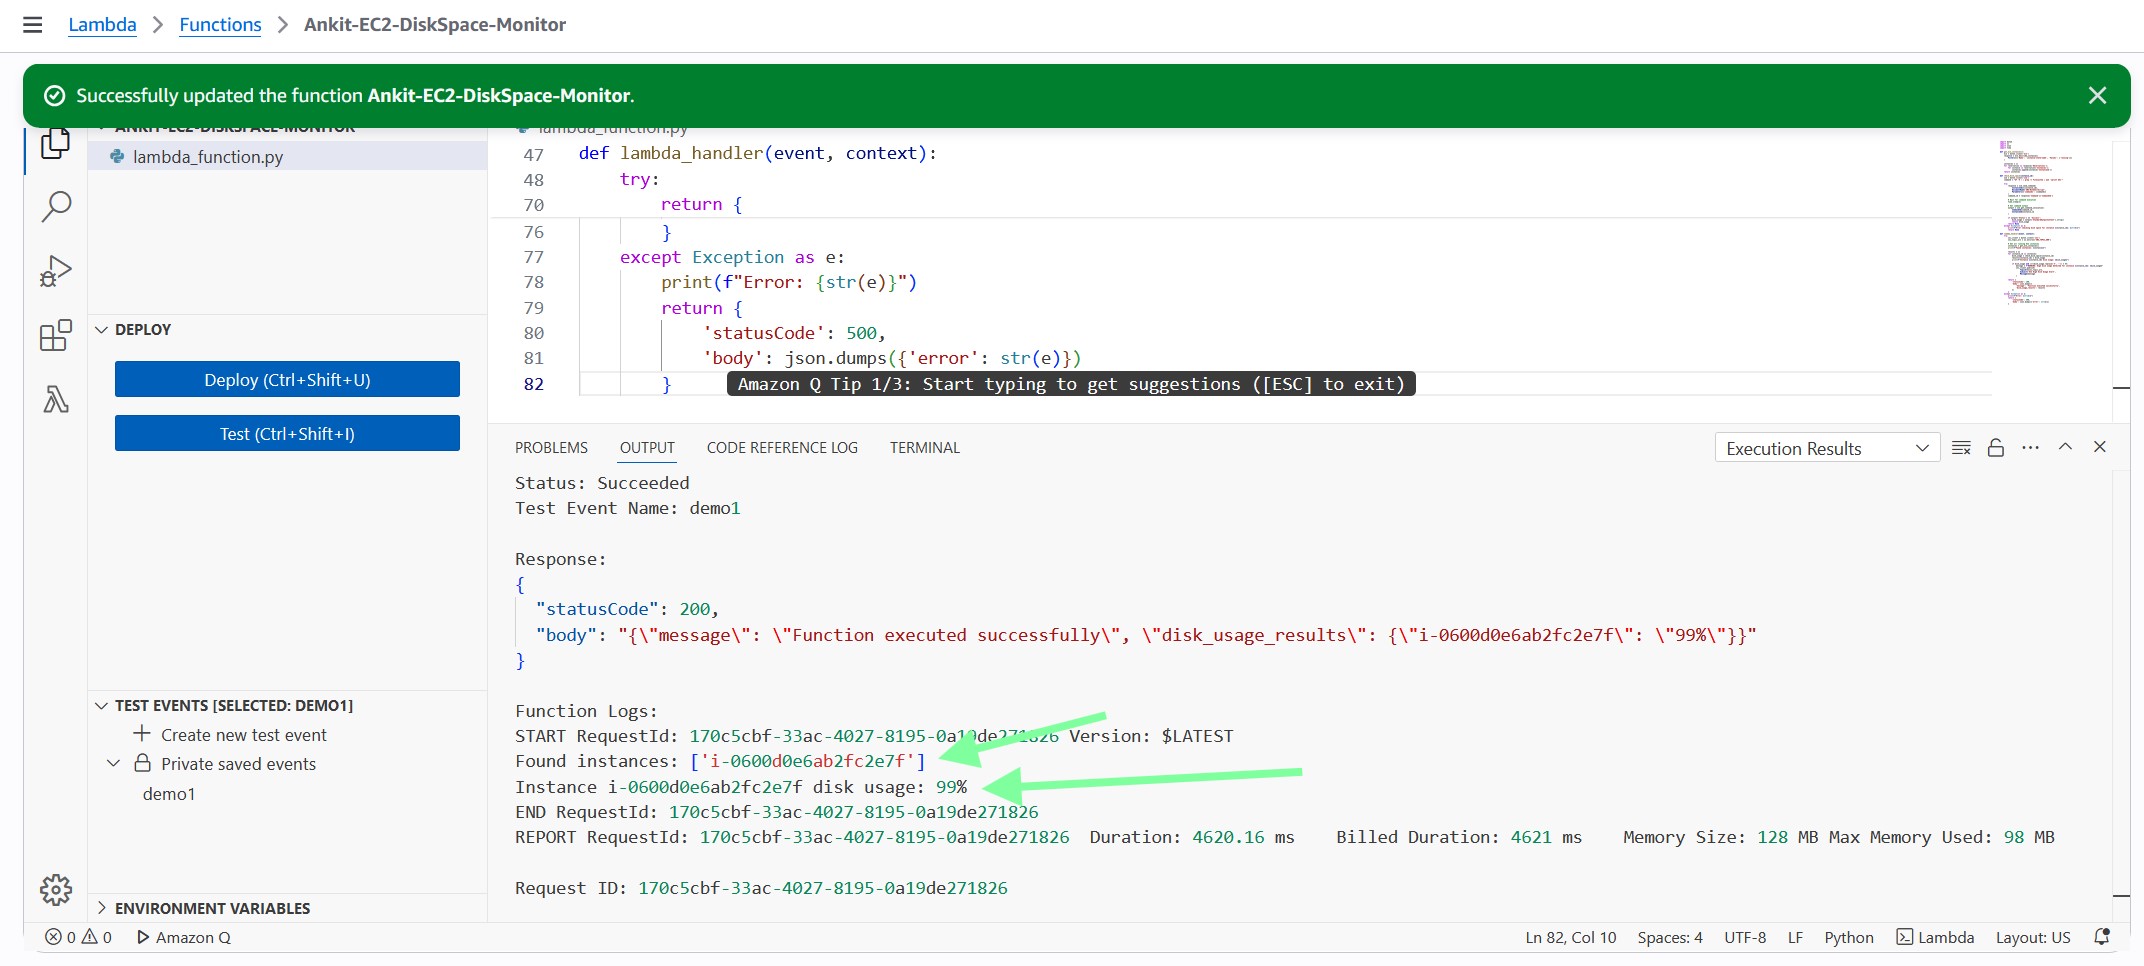 Lambda > Functions > Ankit-EC2-DiskSpace-Monitor
Successfully updated the function Ankit-EC2-DiskSpace-Monitor.
ANKIT-EC2-DISKSPACE-MONITOR
lambda_function.py
DEPLOY
Deploy (Ctrl+Shift+U)
Test (Ctrl+Shift+I)
TEST EVENTS [SELECTED: DEMO1]
Create new test event
Private saved events
demo1
ENVIRONMENT VARIABLES
lambda_function.py
47 def lambda_handler(event, context):
48 try:
70 return {
76 }
77 except Exception as e:
78 print(f"Error: {str(e)}")
79 return {
80 'statusCode': 500,
81 'body': json.dumps({'error': str(e)})
82 } Amazon Q Tip 1/3: Start typing to get suggestions ([ESC] to exit)
PROBLEMS OUTPUT CODE REFERENCE LOG TERMINAL Execution Results
Status: Succeeded
Test Event Name: demo1
Response:
{
"statusCode": 200,
"body": "{\"message\": \"Function executed successfully\", \"disk_usage_results\": {\"i-0600d0e6ab2fc2e7f\": \"99%\"}}"
}
Function Logs:
START RequestId: 170c5cbf-33ac-4027-8195-0a19de271826 Version: $LATEST
Found instances: ['i-0600d0e6ab2fc2e7f']
Instance i-0600d0e6ab2fc2e7f disk usage: 99%
END RequestId: 170c5cbf-33ac-4027-8195-0a19de271826
REPORT RequestId: 170c5cbf-33ac-4027-8195-0a19de271826 Duration: 4620.16 ms Billed Duration: 4621 ms Memory Size: 128 MB Max Memory Used: 98 MB
Request ID: 170c5cbf-33ac-4027-8195-0a19de271826
0 0 Amazon Q Ln 82, Col 10 Spaces: 4 UTF-8 LF Python Lambda Layout: US